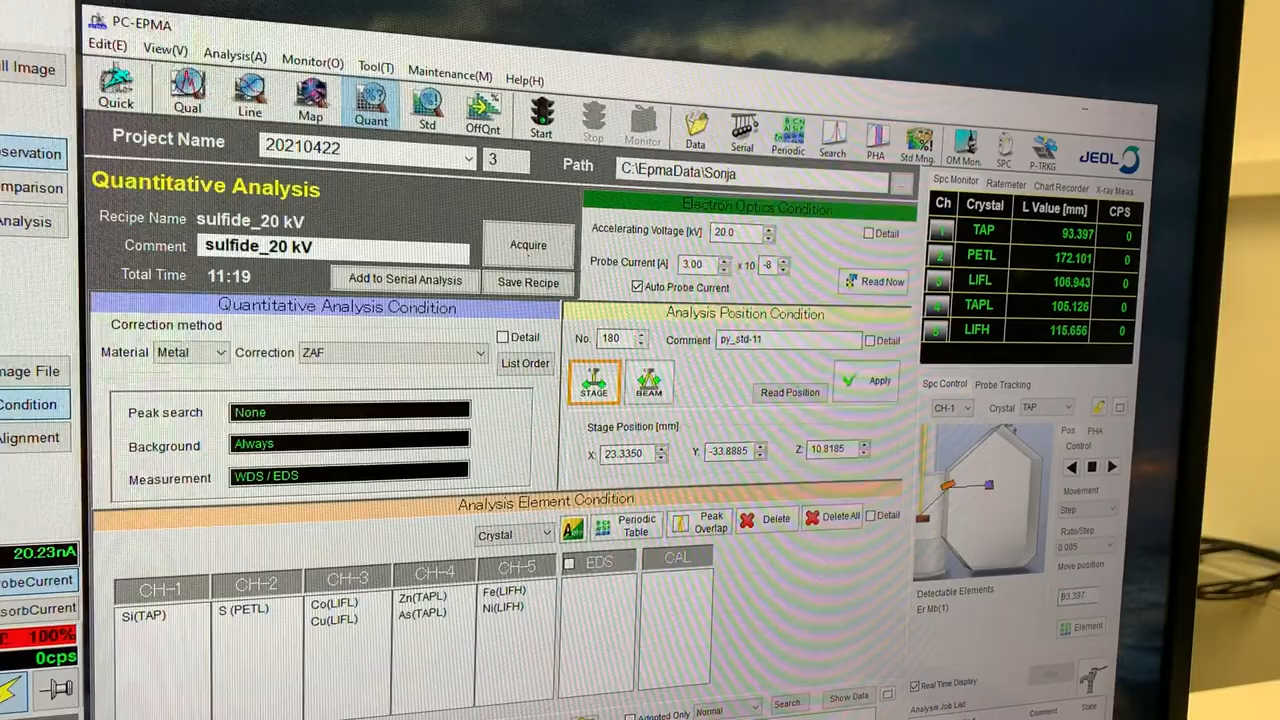 PC-EPMA
Edit(E) View(V) Analysis(A) Monitor(O) Tool(T) Maintenance(M) Help(H)
Quick Qual Line Map Quant Std OffQnt Start Stop Monitor Data Serial Periodic Search PHA Std Mng. OM Mon. SPC P-TRKG JEOL
ll Image
Project Name 20210422 3 Path C:\EpmaData\Sonja
Quantitative Analysis
Recipe Name sulfide_20 kV
Comment sulfide_20 kV
Total Time 11:19
Acquire
Add to Serial Analysis Save Recipe
servation
mparison
nalysis
Electron Optics Condition
Accelerating Voltage [kV] 20.0 Detail
Probe Current [A] 3.00 x 10 -8
Auto Probe Current Read Now
Spc Monitor Ratemeter Chart Recorder X-ray Meas.
Ch Crystal L Value [mm] CPS
1 TAP 93.397 0
2 PETL 172.101 0
3 LIFL 106.943 0
4 TAPL 105.126 0
5 LIFH 115.656 0
Quantitative Analysis Condition
Correction method
Detail
Material Metal Correction ZAF List Order
Peak search None
Background Always
Measurement WDS / EDS
Analysis Position Condition
No. 180 Comment py_std-11 Detail
STAGE BEAM Read Position Apply
Stage Position [mm]
X: 23.3350 Y: -33.8885 Z: 10.8185
Spc Control Probe Tracking
CH-1 Crystal TAP
Pos. PHA
Control
Movement
Step
Rate/Step
0.005
Move position
93.397
Element
Detectable Elements
Er Mb(1)
Real Time Display
Analysis Job List
Comment State
mage File
Condition
lignment
Analysis Element Condition
Crystal Periodic Table Peak Overlap Delete Delete All Detail
CH-1 CH-2 CH-3 CH-4 CH-5 EDS CAL
Si(TAP) S (PETL) Co(LIFL) Zn(TAPL) Fe(LIFH)
Cu(LIFL) As(TAPL) Ni(LIFH)
20.23nA
obeCurrent
sorbCurrent
100%
0cps
Adopted Only Normal Search Show Data